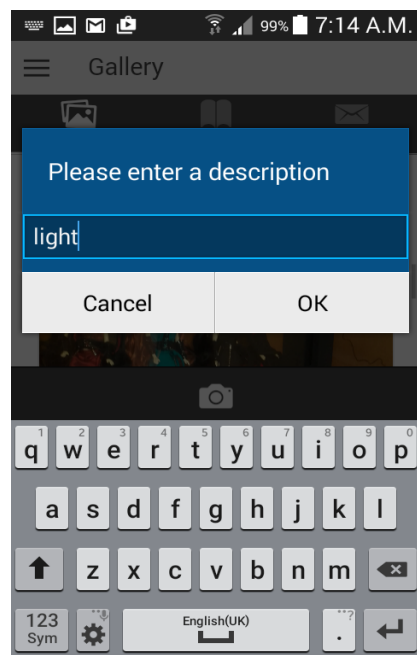 99% 7:14 A.M.
Gallery
Please enter a description
light
Cancel OK
1 2 3 4 5 6 7 8 9 0
q w e r t y u i o p
a s d f g h j k l
z x c v b n m
123 English(UK) ...?
Sym .